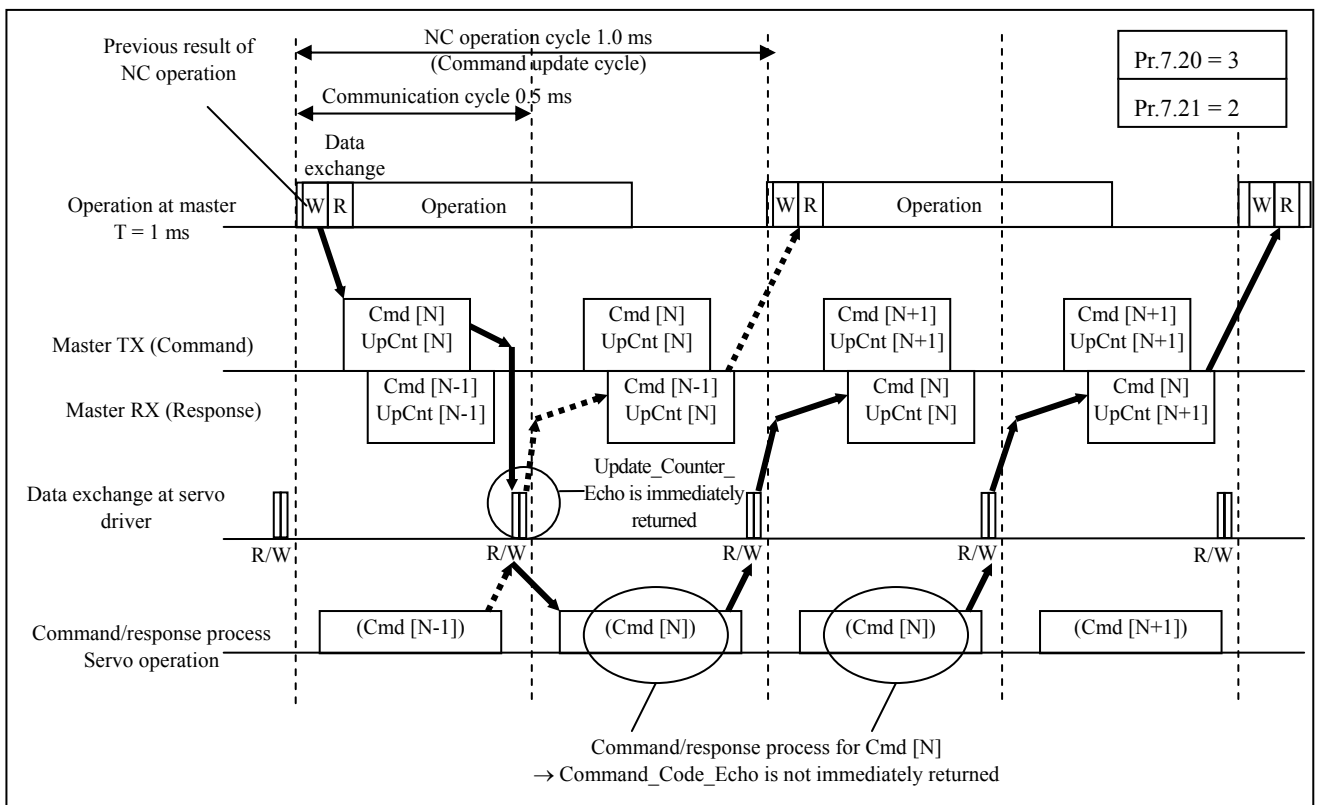 Previous result of
NC operation
NC operation cycle 1.0 ms
(Command update cycle)
Communication cycle 0.5 ms
Pr.7.20 = 3
Pr.7.21 = 2
Data
exchange
Operation at master
T = 1 ms
W R Operation W R Operation W R
Master TX (Command)
Cmd [N]
UpCnt [N]
Cmd [N]
UpCnt [N]
Cmd [N+1]
UpCnt [N+1]
Cmd [N+1]
UpCnt [N+1]
Master RX (Response)
Cmd [N-1]
UpCnt [N-1]
Cmd [N-1]
UpCnt [N]
Cmd [N]
UpCnt [N]
Cmd [N]
UpCnt [N+1]
Data exchange at servo
driver
Update_Counter_
Echo is immediately
returned
R/W R/W R/W R/W R/W
Command/response process
Servo operation
(Cmd [N-1]) (Cmd [N]) (Cmd [N]) (Cmd [N+1])
Command/response process for Cmd [N]
→ Command_Code_Echo is not immediately returned